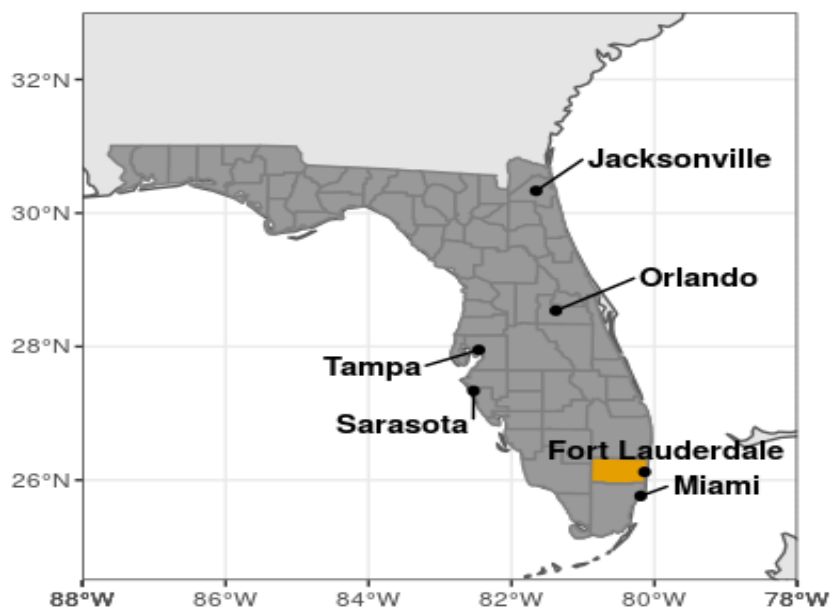 32°N
Jacksonville
30°N
Orlando
28°N
Tampa
Sarasota
Fort Lauderdale
26°N
Miami
88°W 86°W 84°W 82°W 80°W 78°W